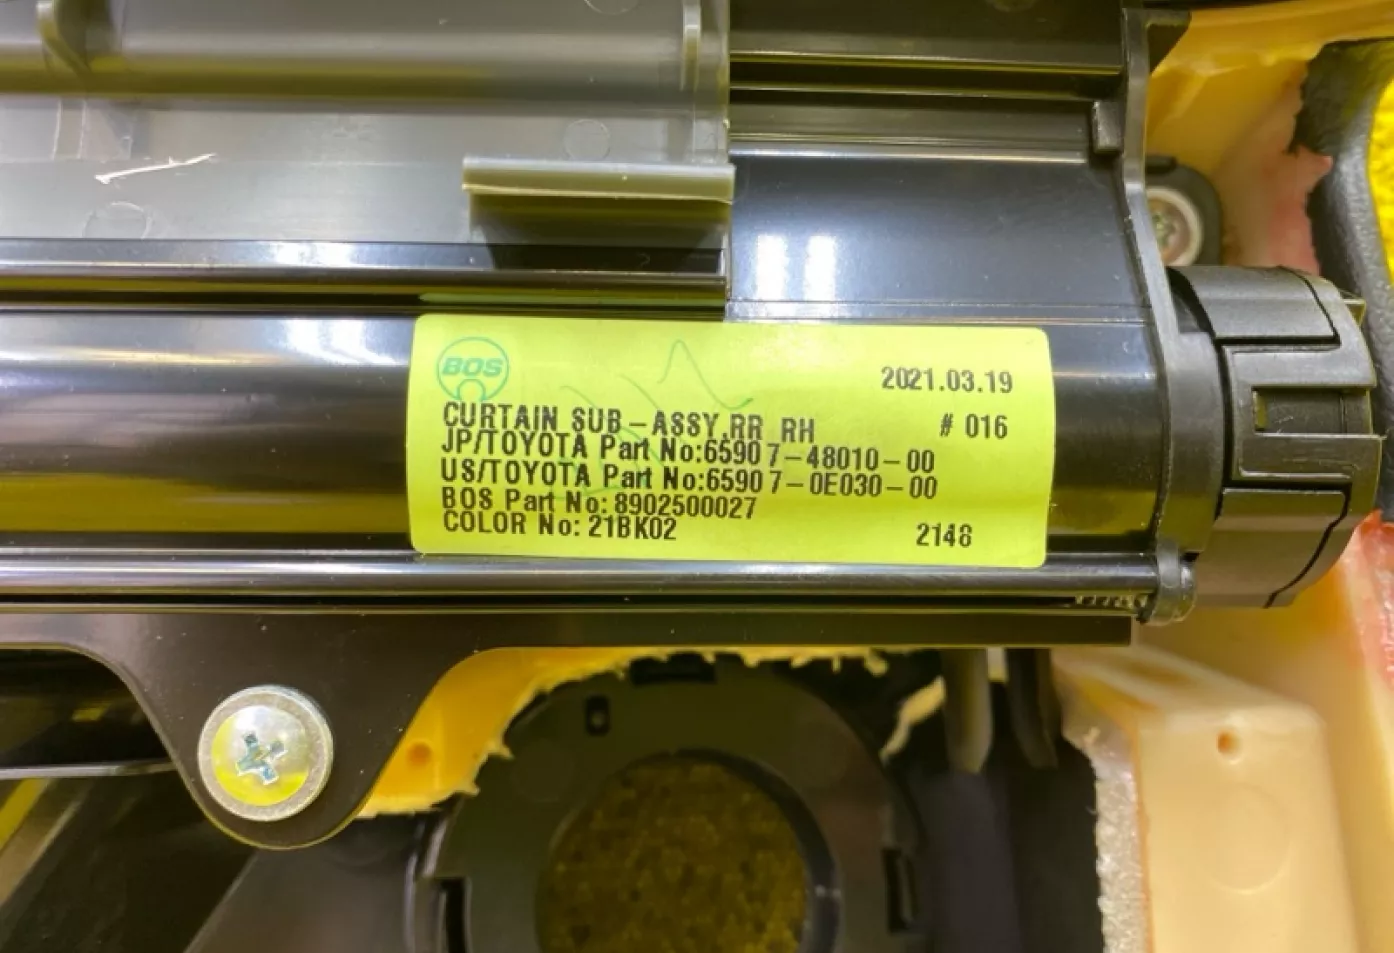 BOS
2021.03.19
CURTAIN SUB-ASSY,RR RH # 016
JP/TOYOTA Part No:65907-48010-00
US/TOYOTA Part No:65907-0E030-00
BOS Part No: 8902500027
COLOR No: 21BK02 2148